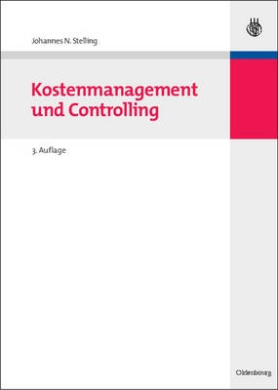 Johannes N. Stelling
Kostenmanagement
und Controlling
3. Auflage
Oldenbourg